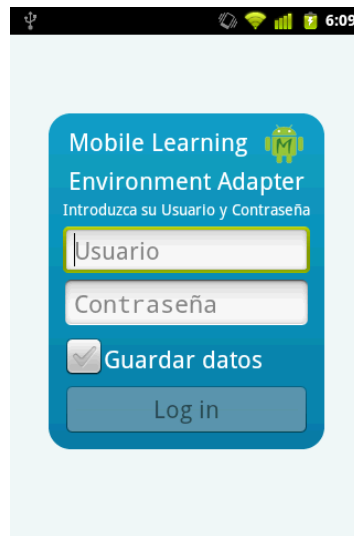 6:09
Mobile Learning
M
Environment Adapter
Introduzca su Usuario y Contraseña
Usuario
Contraseña
Guardar datos
Log in